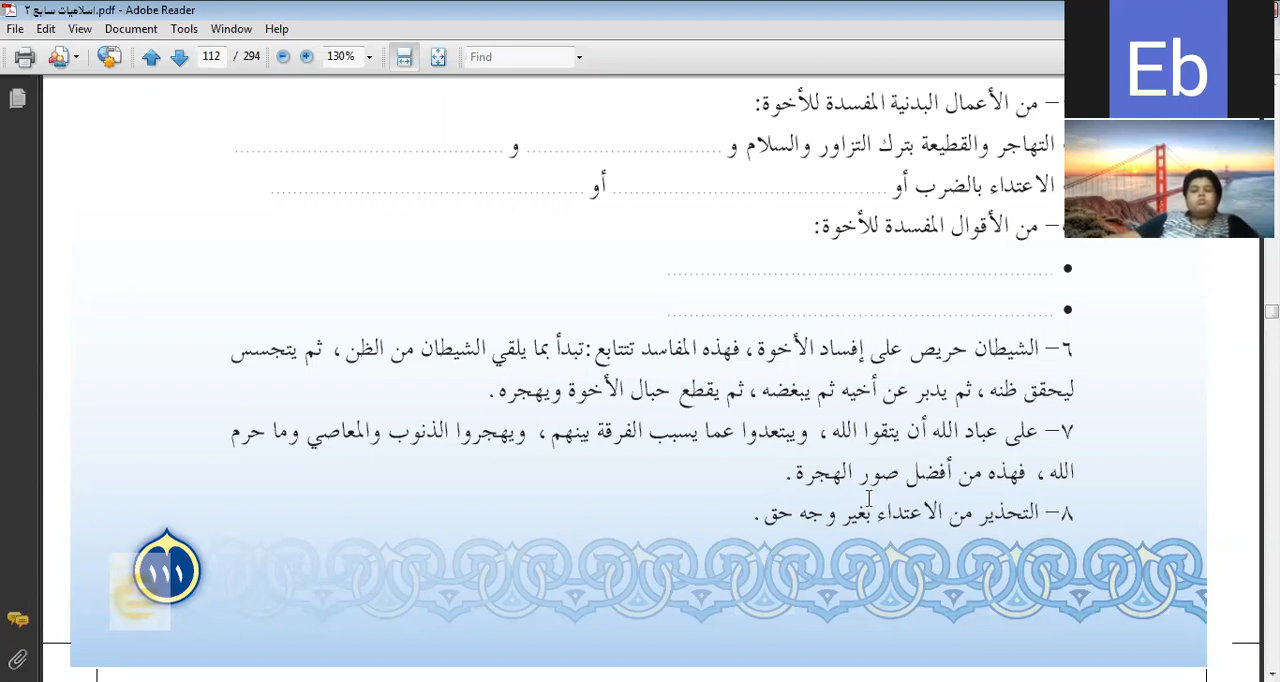 اسلاميات سابع ٢.pdf - Adobe Reader
File Edit View Document Tools Window Help
112 / 294 130% Find
Eb
– من الأعمال البدنية المفسدة للأخوة:
التهاجر والقطيعة بترك التزاور والسلام و ........ و ........
الاعتداء بالضرب أو ........ أو ........
– من الأقوال المفسدة للأخوة:
• ........
• ........
٦– الشيطان حريص على إفساد الأخوة، فهذه المفاسد تتتابع: تبدأ بما يلقي الشيطان من الظن، ثم يتجسس
ليحقق ظنه، ثم يدبر عن أخيه ثم يبغضه، ثم يقطع حبال الأخوة ويهجره.
٧– على عباد الله أن يتقوا الله، ويبتعدوا عما يسبب الفرقة بينهم، ويهجروا الذنوب والمعاصي وما حرم
الله، فهذه من أفضل صور الهجرة.
٨– التحذير من الاعتداء بغير وجه حق.
١١١